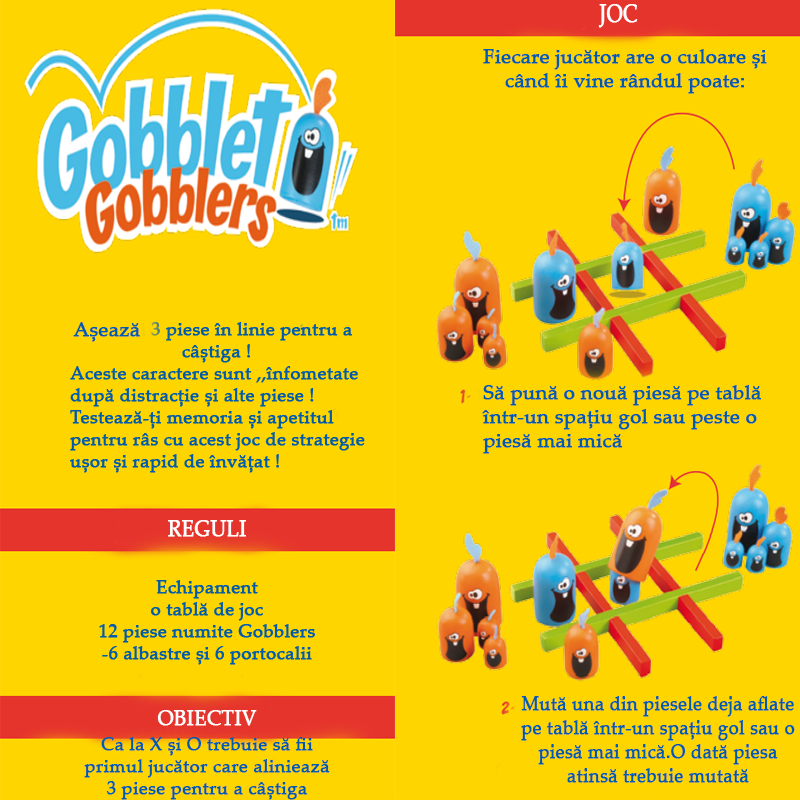 Gobblet
Gobblers
TM
Așează 3 piese în linie pentru a
câștiga !
Aceste caractere sunt ,,înfometate
după distracție și alte piese !
Testează-ți memoria și apetitul
pentru râs cu acest joc de strategie
ușor și rapid de învățat !
REGULI
Echipament
o tablă de joc
12 piese numite Gobblers
-6 albastre și 6 portocalii
OBIECTIV
Ca la X și O trebuie să fii
primul jucător care aliniează
3 piese pentru a câștiga
JOC
Fiecare jucător are o culoare și
când îi vine rândul poate:
1- Să pună o nouă piesă pe tablă
într-un spațiu gol sau peste o
piesă mai mică
2- Mută una din piesele deja aflate
pe tablă într-un spațiu gol sau o
piesă mai mică.O dată piesa
atinsă trebuie mutată